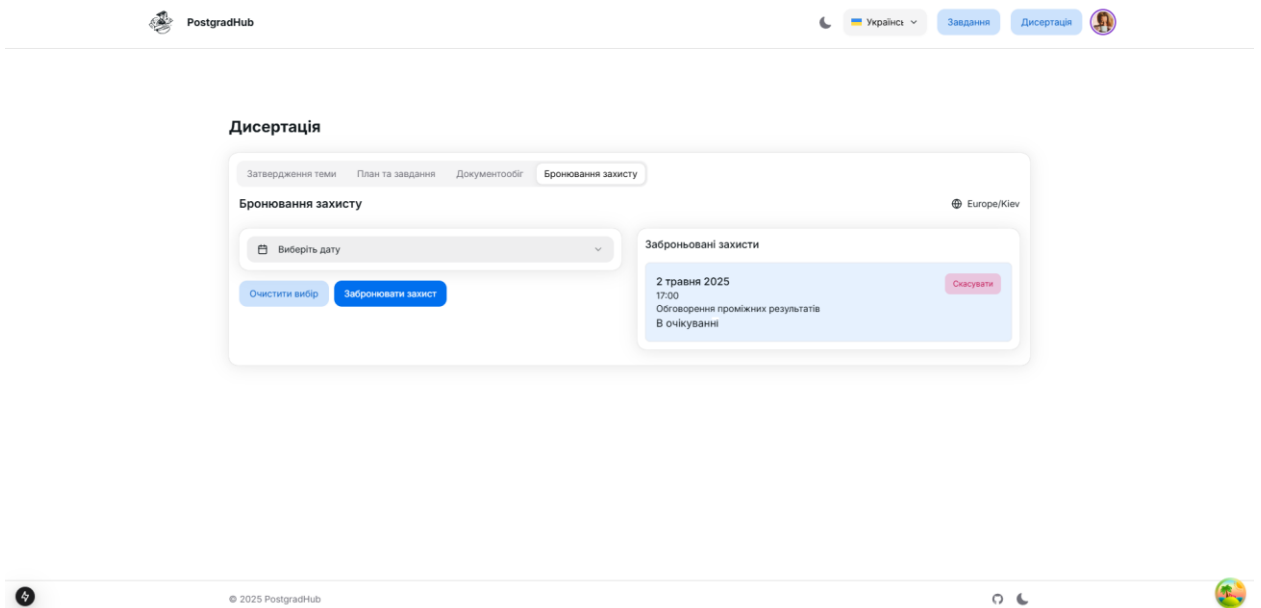 PostgradHub
Українсь
Завдання
Дисертація
Дисертація
Затвердження теми
План та завдання
Документообіг
Бронювання захисту
Бронювання захисту
Europe/Kiev
Виберіть дату
Очистити вибір
Забронювати захист
Заброньовані захисти
2 травня 2025
Скасувати
17:00
Обговорення проміжних результатів
В очікуванні
© 2025 PostgradHub